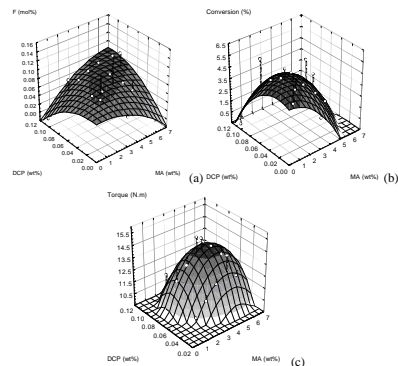 F (mol%)
0.16
0.14
0.12
0.10
0.08
0.06
0.04
0.02
0.00
0.12
0.10
0.08
0.06
0.04
0.02
0.00
0 1 2 3 4 5 6 7
DCP (wt%)
MA (wt%)
(a)
Conversion (%)
6.5
5.5
4.5
3.5
2.5
1.5
0.5
0.12
0.10
0.08
0.06
0.04
0.02
0.00
0 1 2 3 4 5 6 7
DCP (wt%)
MA (wt%)
(b)
Torque (N.m)
15.5
14.5
13.5
12.5
11.5
10.5
0.12
0.10
0.08
0.06
0.04
0.02
0 1 2 3 4 5 6 7
DCP (wt%)
MA (wt%)
(c)